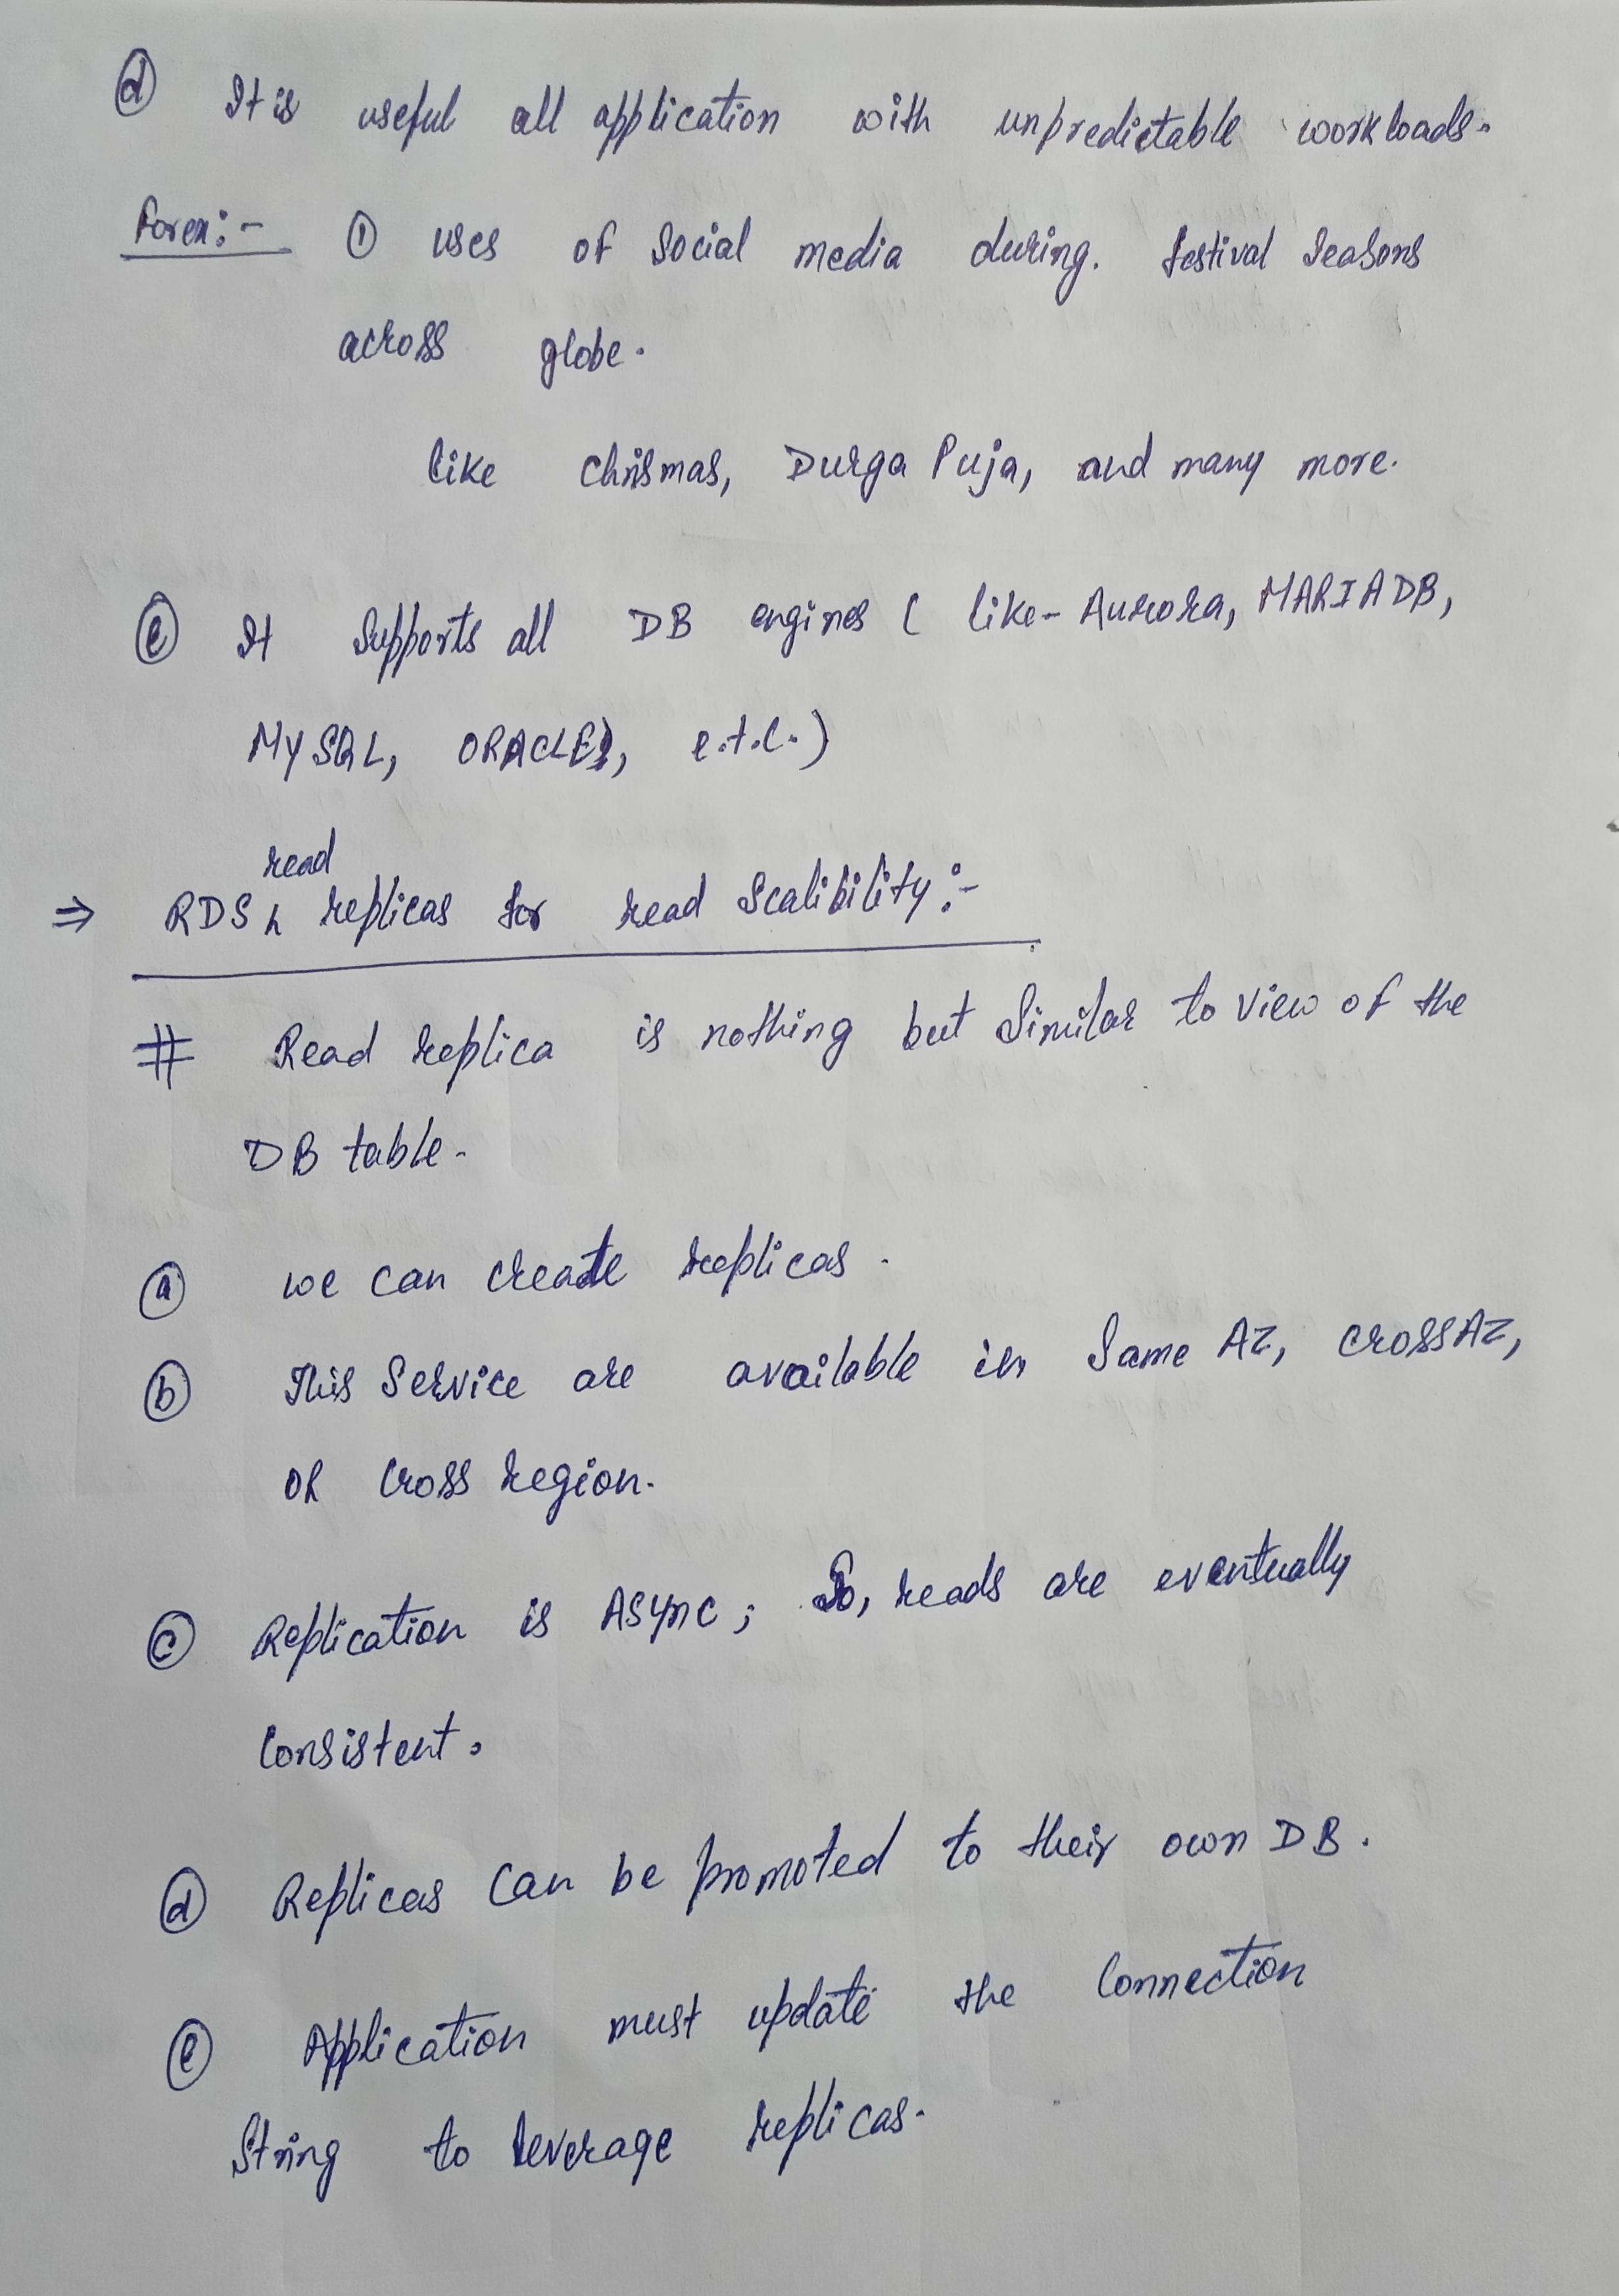 ⓓ It is useful all application with unpredictable workloads.
Forex:- ① uses of Social media during. festival Seasons
across globe.
like Chrismas, Durga Puja, and many more.
ⓔ It Supports all DB engines ( like- Aurora, MARIADB,
MySQL, ORACLE, e.t.c.)
read
⇒ RDS replicas for read Scalibility:-
# Read replica is nothing but Similar to view of the
DB table.
ⓐ we can create replicas.
ⓑ This Service are available in Same AZ, cross AZ,
or cross region.
ⓒ Replication is ASync; So, reads are eventually
Consistent.
ⓓ Replicas Can be promoted to their own DB.
ⓔ Application must update the Connection
String to leverage replicas.